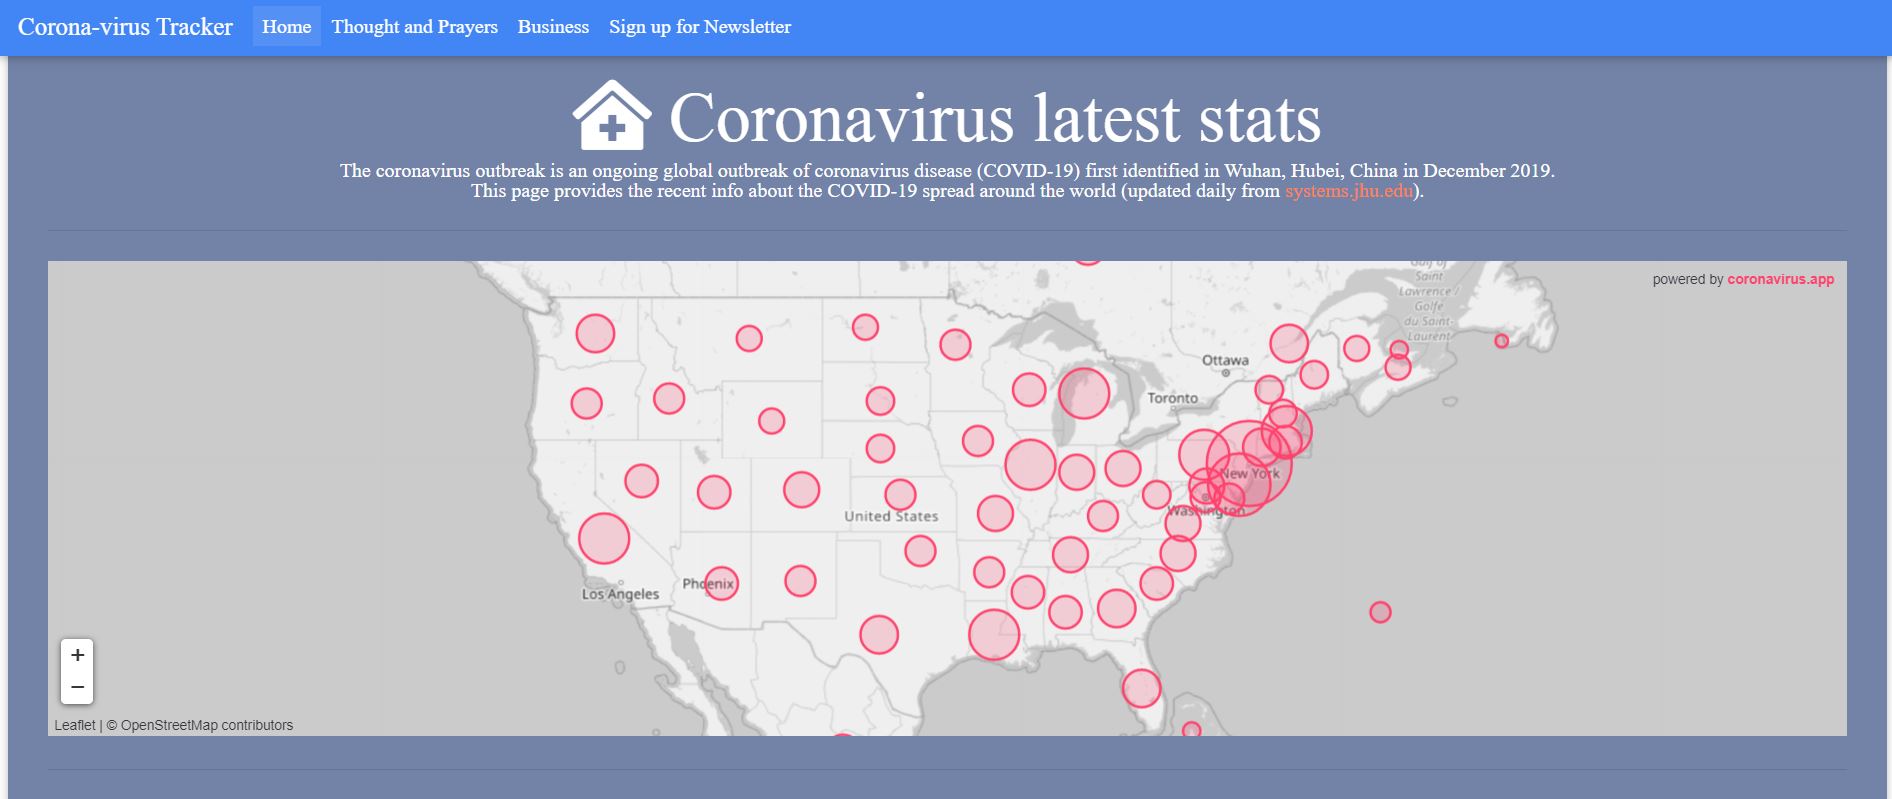 Corona-virus Tracker Home Thought and Prayers Business Sign up for Newsletter
Coronavirus latest stats
The coronavirus outbreak is an ongoing global outbreak of coronavirus disease (COVID-19) first identified in Wuhan, Hubei, China in December 2019.
This page provides the recent info about the COVID-19 spread around the world (updated daily from systems.jhu.edu).
powered by coronavirus.app
Golf of
Saint
Lawrence /
Golfe
du Saint-
Laurent
Ottawa
Toronto
New York
Washington
United States
Phoenix
Los Angeles
+
−
Leaflet | © OpenStreetMap contributors